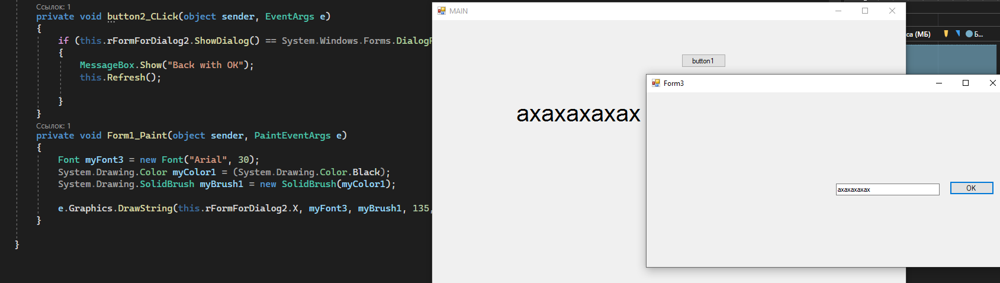 Ссылок: 1
private void button2_CLick(object sender, EventArgs e)
{
if (this.rFormForDialog2.ShowDialog() == System.Windows.Forms.DialogR
{
MessageBox.Show("Back with OK");
this.Refresh();
}
}
Ссылок: 1
private void Form1_Paint(object sender, PaintEventArgs e)
{
Font myFont3 = new Font("Arial", 30);
System.Drawing.Color myColor1 = (System.Drawing.Color.Black);
System.Drawing.SolidBrush myBrush1 = new SolidBrush(myColor1);
e.Graphics.DrawString(this.rFormForDialog2.X, myFont3, myBrush1, 135,
}
}
MAIN
button1
axaxaxaxax
Form3
axaxaxaxax
OK
са (МБ)
Б...